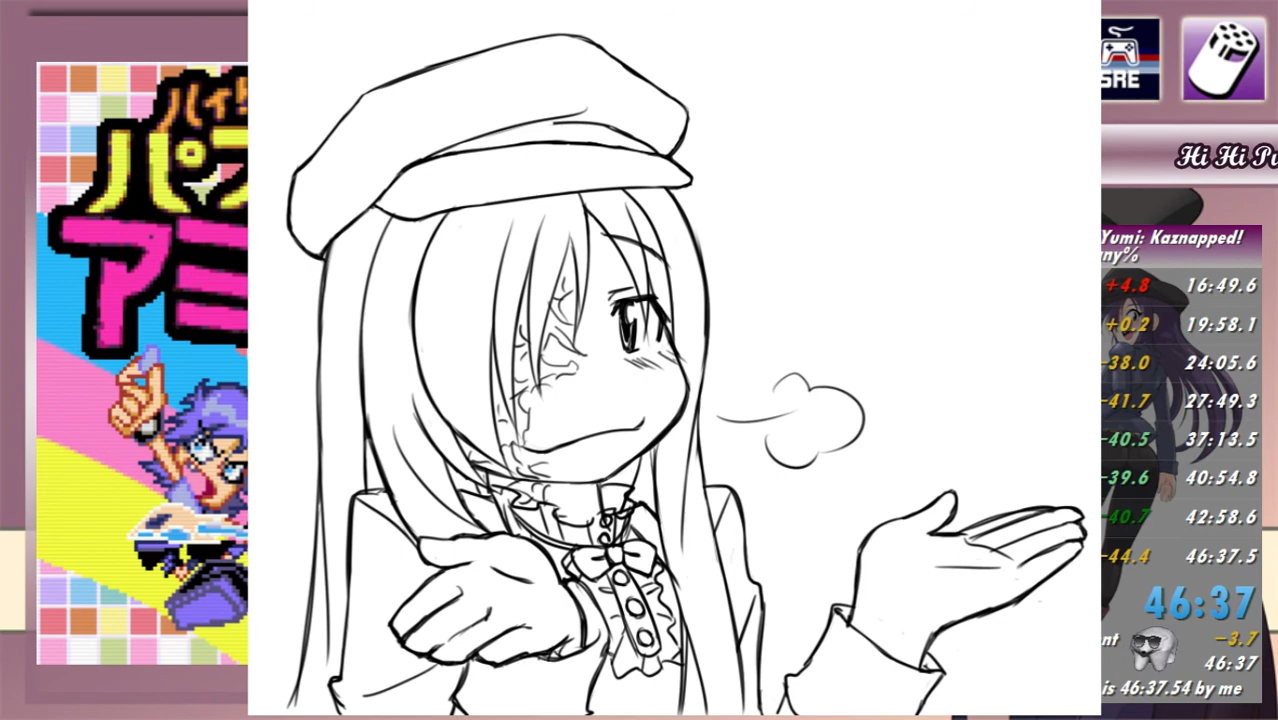 ハイ!
パフ
アミ
SRE
Hi Hi Pu
Yumi: Kaznapped!
ny%
+4.8 16:49.6
+0.2 19:58.1
-38.0 24:05.6
-41.7 27:49.3
-40.5 37:13.5
-39.6 40:54.8
-40.7 42:58.6
-44.4 46:37.5
46:37
nt -3.7
46:37
is 46:37.54 by me